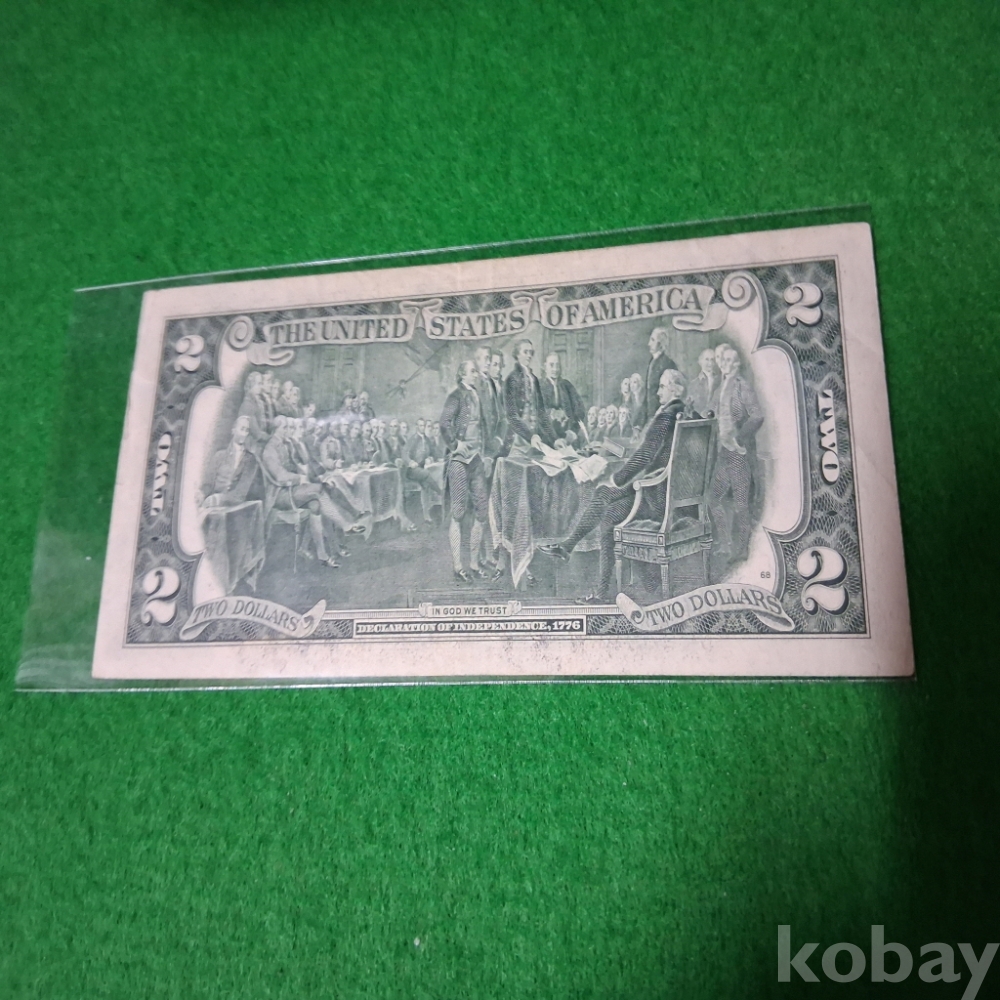 THE UNITED STATES OF AMERICA
2
2
TWO
TWO
2
2
68
TWO DOLLARS
IN GOD WE TRUST
TWO DOLLARS
DECLARATION OF INDEPENDENCE, 1776
kobay